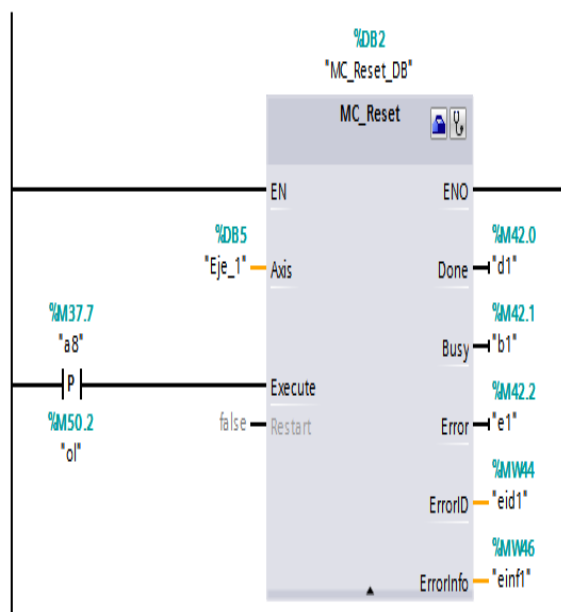 %DB2
"MC_Reset_DB"
MC_Reset
EN ENO
%DB5 %M42.0
"Eje_1" Axis Done "d1"
%M37.7 %M42.1
"a8" Busy "b1"
P Execute %M42.2
%M50.2 false Restart Error "e1"
"ol"
%MW44
ErrorID "eid1"
%MW46
ErrorInfo "einf1"